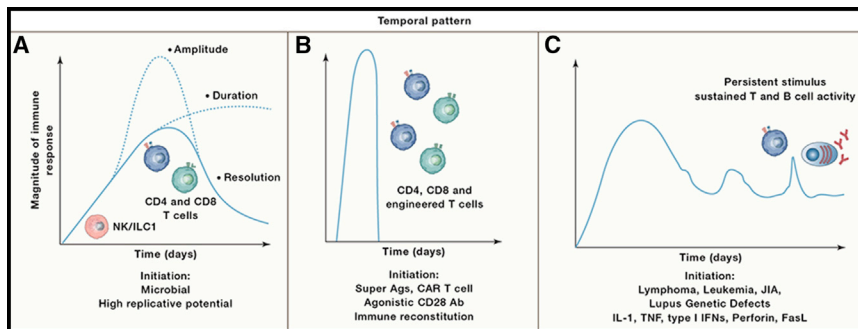 Temporal pattern
A
Amplitude
Duration
Resolution
Magnitude of immune
response
CD4 and CD8
T cells
NK/ILC1
Time (days)
Initiation:
Microbial
High replicative potential
B
CD4, CD8 and
engineered T cells
Time (days)
Initiation:
Super Ags, CAR T cell
Agonistic CD28 Ab
Immune reconstitution
C
Persistent stimulus
sustained T and B cell activity
Time (days)
Initiation:
Lymphoma, Leukemia, JIA,
Lupus Genetic Defects
IL-1, TNF, type I IFNs, Perforin, FasL